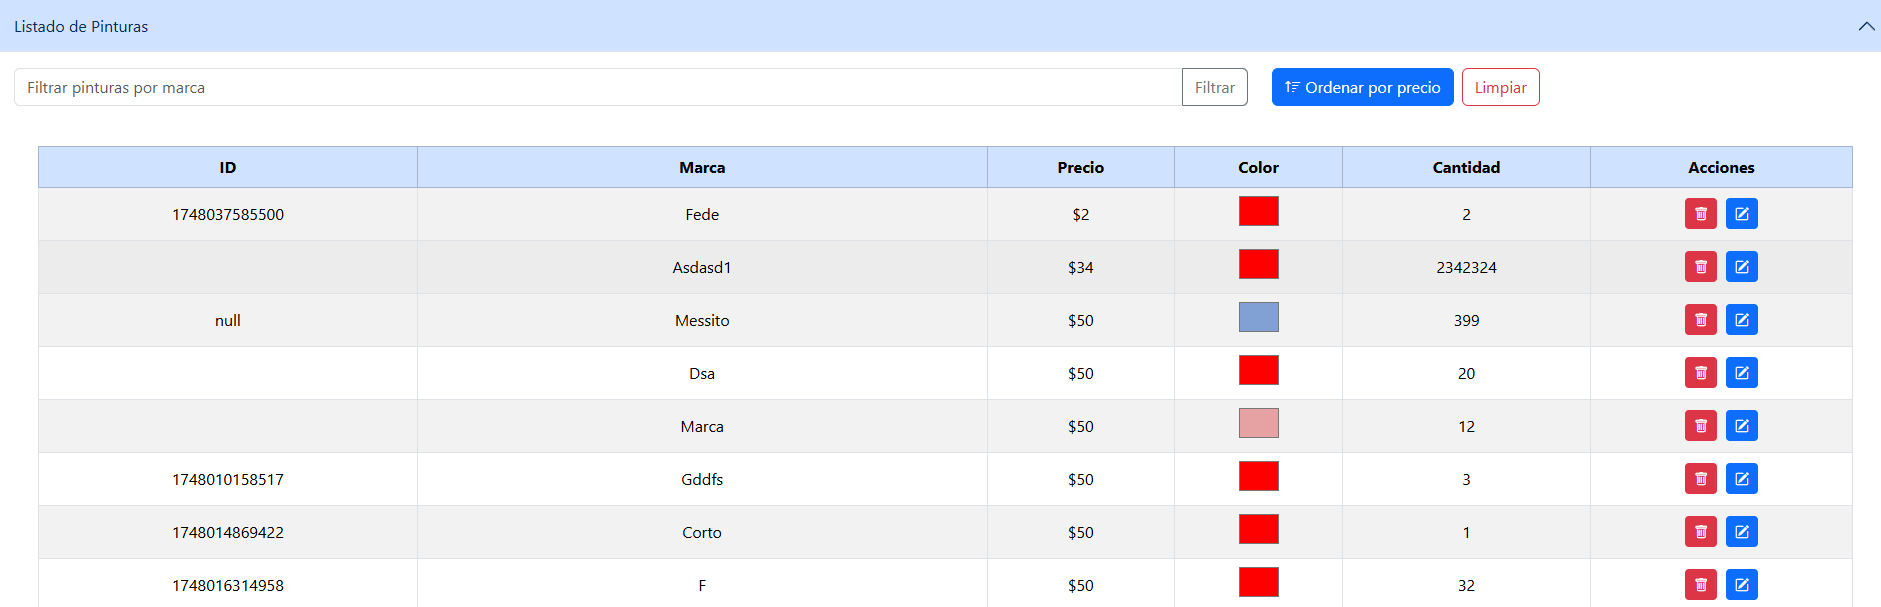 Listado de Pinturas
Filtrar pinturas por marca Filtrar Ordenar por precio Limpiar
ID Marca Precio Color Cantidad Acciones
1748037585500 Fede $2 2
Asdasd1 $34 2342324
null Messito $50 399
Dsa $50 20
Marca $50 12
1748010158517 Gddfs $50 3
1748014869422 Corto $50 1
1748016314958 F $50 32